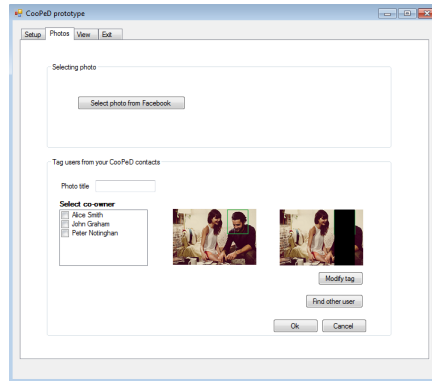 CooPeD prototype
Setup Photos View Exit
Selecting photo
Select photo from Facebook
Tag users from your CooPeD contacts
Photo title
Select co-owner
Alice Smith
John Graham
Peter Notinghan
Modify tag
Find other user
Ok Cancel